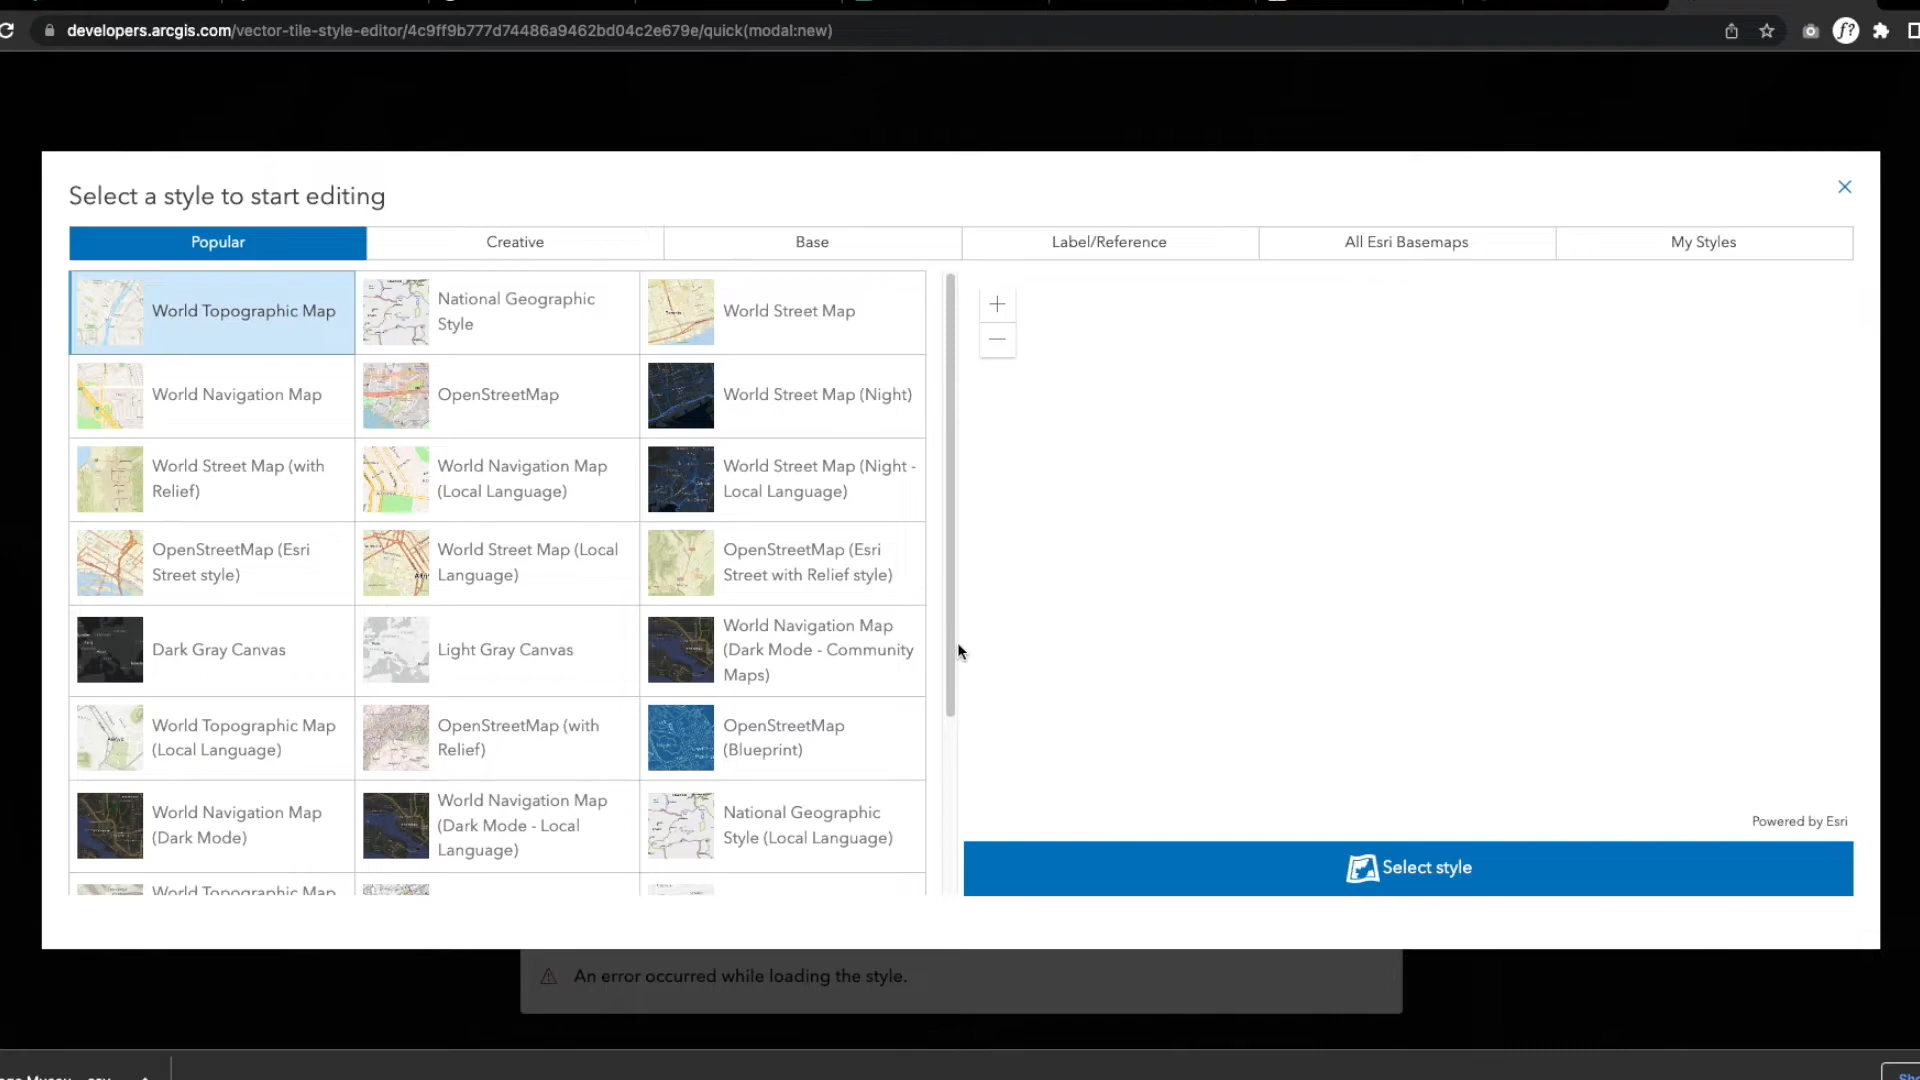 developers.arcgis.com/vector-tile-style-editor/4c9ff9b777d74486a9462bd04c2e679e/quick(modal:new)
f?
Select a style to start editing
Popular
Creative
Base
Label/Reference
All Esri Basemaps
My Styles
World Topographic Map
National Geographic
Style
World Street Map
World Navigation Map
OpenStreetMap
World Street Map (Night)
World Street Map (with
Relief)
World Navigation Map
(Local Language)
World Street Map (Night -
Local Language)
OpenStreetMap (Esri
Street style)
World Street Map (Local
Language)
OpenStreetMap (Esri
Street with Relief style)
Dark Gray Canvas
Light Gray Canvas
World Navigation Map
(Dark Mode - Community
Maps)
World Topographic Map
(Local Language)
OpenStreetMap (with
Relief)
OpenStreetMap
(Blueprint)
World Navigation Map
(Dark Mode)
World Navigation Map
(Dark Mode - Local
Language)
National Geographic
Style (Local Language)
World Topographic Map
Powered by Esri
Select style
An error occurred while loading the style.